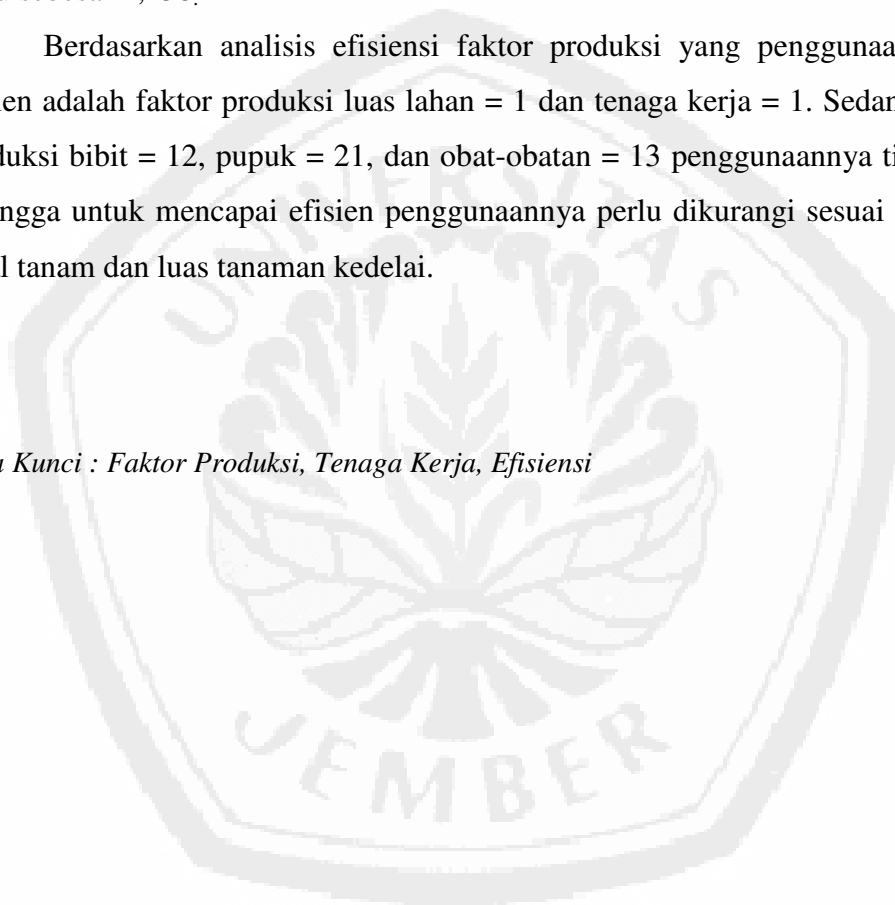 Berdasarkan analisis efisiensi faktor produksi yang penggunaa
en adalah faktor produksi luas lahan = 1 dan tenaga kerja = 1. Sedan
duksi bibit = 12, pupuk = 21, dan obat-obatan = 13 penggunaannya ti
ngga untuk mencapai efisien penggunaannya perlu dikurangi sesuai
l tanam dan luas tanaman kedelai.
Kunci : Faktor Produksi, Tenaga Kerja, Efisiensi
UNIVERSITAS
JEMBER